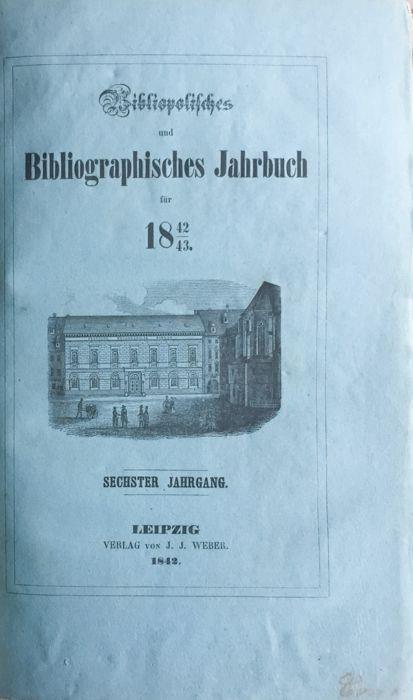 Bibliopolisches
und
Bibliographisches Jahrbuch
für
18 42/43.
SECHSTER JAHRGANG.
LEIPZIG
VERLAG von J. J. WEBER.
1842.